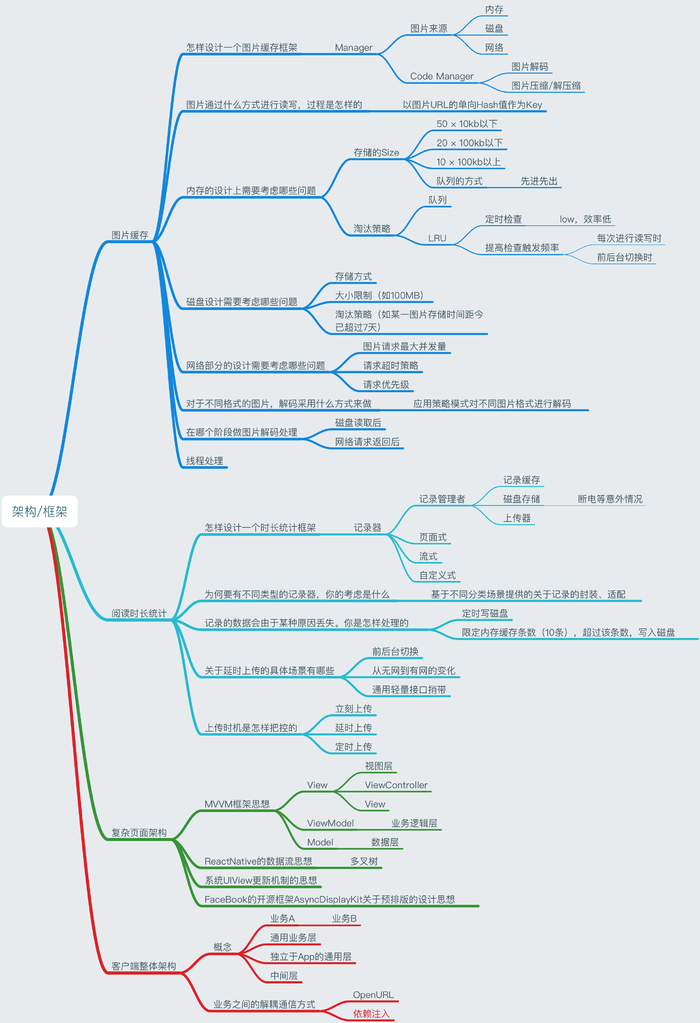 架构/框架
图片缓存
怎样设计一个图片缓存框架
Manager
图片来源
内存
磁盘
网络
Code Manager
图片解码
图片压缩/解压缩
图片通过什么方式进行读写，过程是怎样的
以图片URL的单向Hash值作为Key
内存的设计上需要考虑哪些问题
存储的Size
50 × 10kb以下
20 × 100kb以下
10 × 100kb以上
队列的方式
先进先出
淘汰策略
队列
LRU
定时检查
low，效率低
提高检查触发频率
每次进行读写时
前后台切换时
磁盘设计需要考虑哪些问题
存储方式
大小限制（如100MB）
淘汰策略（如某一图片存储时间距今
已超过7天）
网络部分的设计需要考虑哪些问题
图片请求最大并发量
请求超时策略
请求优先级
对于不同格式的图片，解码采用什么方式来做
应用策略模式对不同图片格式进行解码
在哪个阶段做图片解码处理
磁盘读取后
网络请求返回后
线程处理
阅读时长统计
怎样设计一个时长统计框架
记录器
记录管理者
记录缓存
磁盘存储
断电等意外情况
上传器
页面式
流式
自定义式
为何要有不同类型的记录器，你的考虑是什么
基于不同分类场景提供的关于记录的封装、适配
记录的数据会由于某种原因丢失。你是怎样处理的
定时写磁盘
限定内存缓存条数（10条），超过该条数，写入磁盘
关于延时上传的具体场景有哪些
前后台切换
从无网到有网的变化
通用轻量接口捎带
上传时机是怎样把控的
立刻上传
延时上传
定时上传
复杂页面架构
MVVM框架思想
View
视图层
ViewController
View
ViewModel
业务逻辑层
Model
数据层
ReactNative的数据流思想
多叉树
系统UIView更新机制的思想
FaceBook的开源框架AsyncDisplayKit关于预排版的设计思想
客户端整体架构
概念
业务A
业务B
通用业务层
独立于App的通用层
中间层
业务之间的解耦通信方式
OpenURL
依赖注入